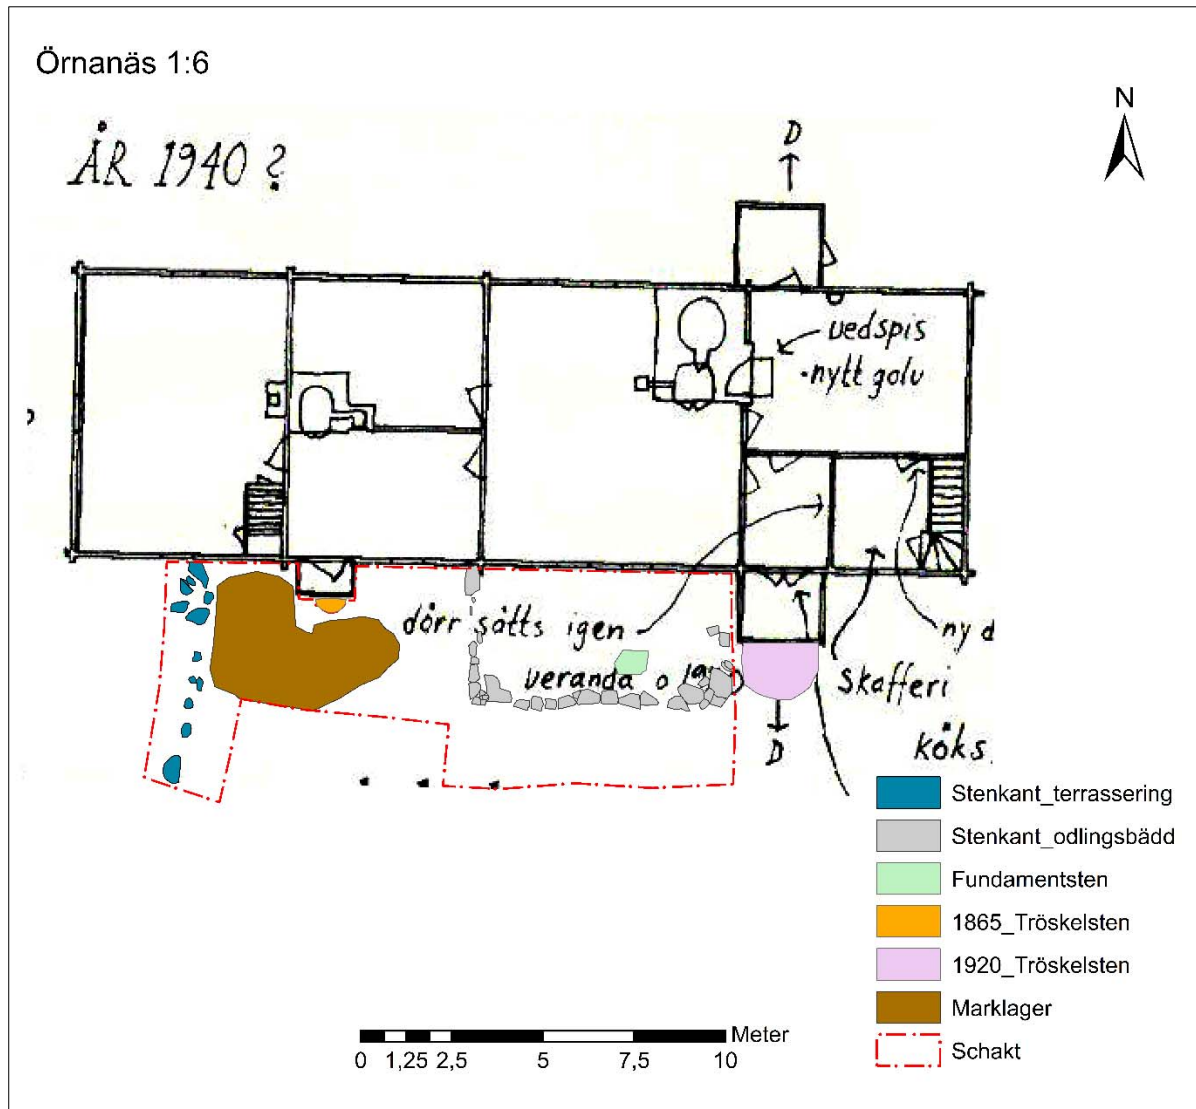 Örnanäs 1:6
N
ÅR 1940 ?
D
vedspis
-nytt golv
dörr sätts igen
ny d
veranda o
Skafferi
D
köks.
Stenkant_terrassering
Stenkant_odlingsbädd
Fundamentsten
1865_Tröskelsten
1920_Tröskelsten
Marklager
Schakt
Meter
0 1,25 2,5 5 7,5 10